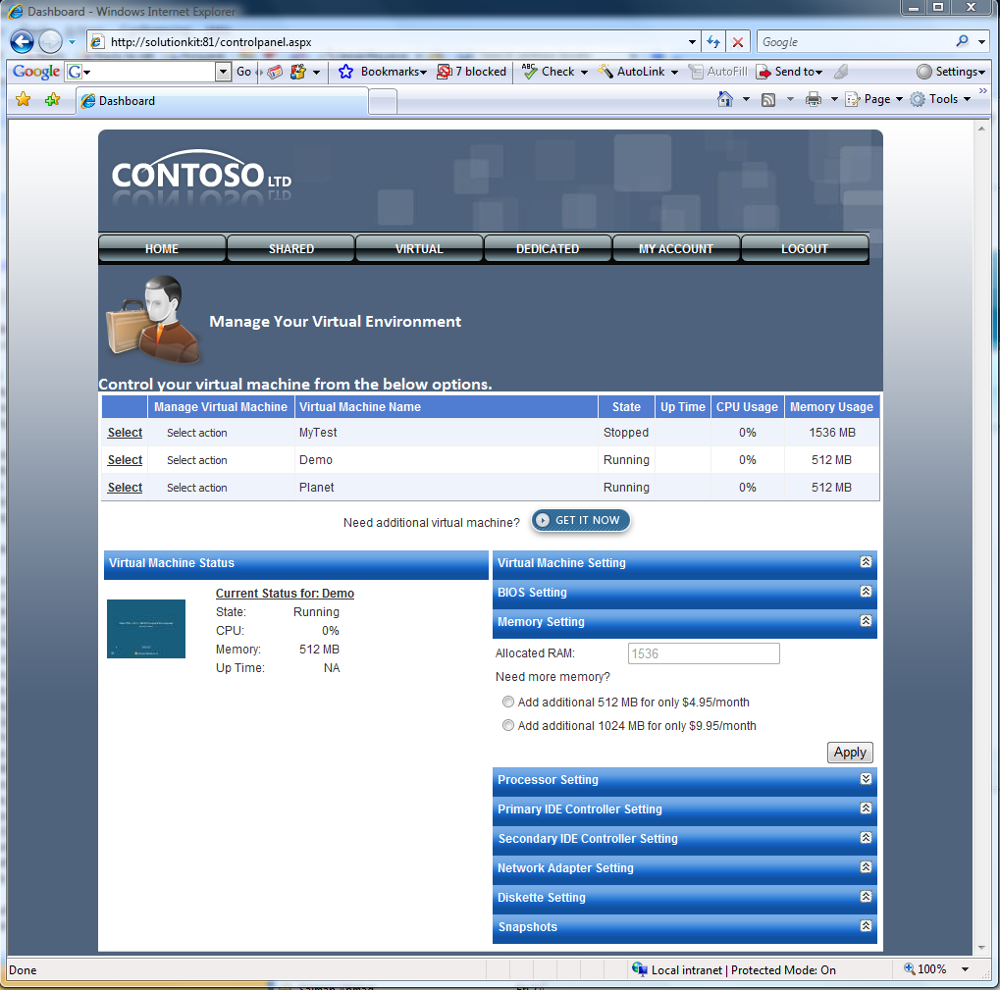 Dashboard - Windows Internet Explorer
http://solutionkit:81/controlpanel.aspx
Google
Google G Go Bookmarks 7 blocked ABC Check AutoLink AutoFill Send to Settings
Dashboard Page Tools
CONTOSO LTD
HOME SHARED VIRTUAL DEDICATED MY ACCOUNT LOGOUT
Manage Your Virtual Environment
Control your virtual machine from the below options.
Manage Virtual Machine Virtual Machine Name State Up Time CPU Usage Memory Usage
Select Select action MyTest Stopped 0% 1536 MB
Select Select action Demo Running 0% 512 MB
Select Select action Planet Running 0% 512 MB
Need additional virtual machine? GET IT NOW
Virtual Machine Status
Current Status for: Demo
State: Running
CPU: 0%
Memory: 512 MB
Up Time: NA
Virtual Machine Setting
BIOS Setting
Memory Setting
Allocated RAM: 1536
Need more memory?
Add additional 512 MB for only $4.95/month
Add additional 1024 MB for only $9.95/month
Apply
Processor Setting
Primary IDE Controller Setting
Secondary IDE Controller Setting
Network Adapter Setting
Diskette Setting
Snapshots
Done Local intranet | Protected Mode: On 100%